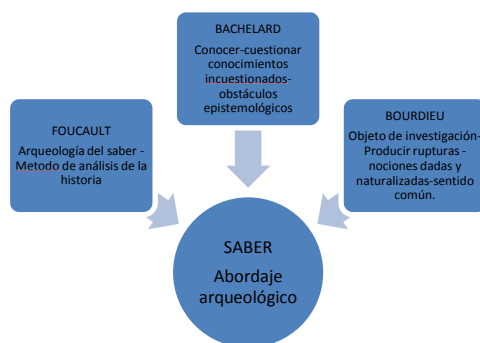 BACHELARD
Conocer-cuestionar
conocimientos
incuestionados-
obstáculos
epistemológicos
FOUCAULT
Arqueología del saber -
Metodo de análisis de la
historia
BOURDIEU
Objeto de investigación-
Producir rupturas -
nociones dadas y
naturalizadas-sentido
común.
SABER
Abordaje
arqueológico